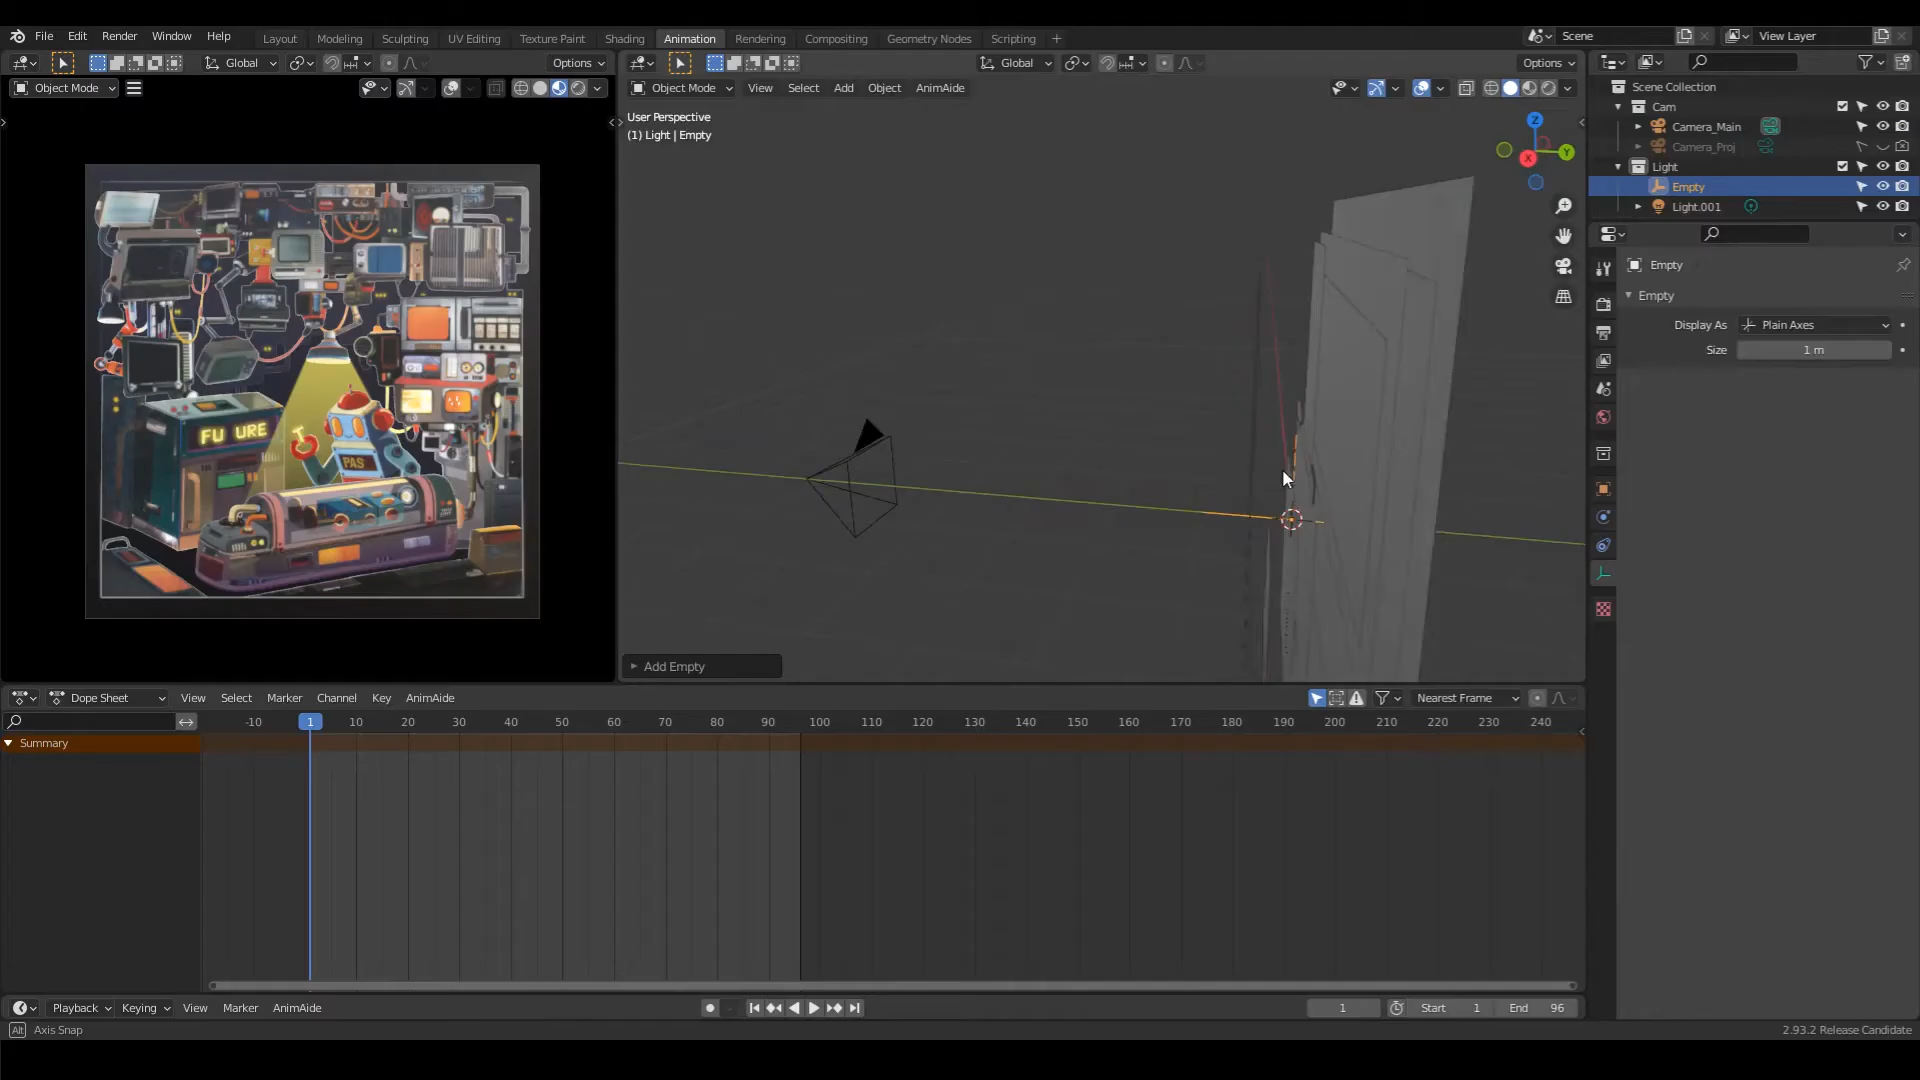 File Edit Render Window Help Layout Modeling Sculpting UV Editing Texture Paint Shading Animation Rendering Compositing Geometry Nodes Scripting + Scene View Layer
Global Options Global Options
Object Mode Object Mode View Select Add Object AnimAide
Scene Collection
Cam
Camera_Main
Camera_Proj
Light
Empty
Light.001
User Perspective
(1) Light | Empty
Z
Y
X
Empty
Empty
Display As Plain Axes
Size 1 m
FU URE
PAS
Add Empty
Dope Sheet View Select Marker Channel Key AnimAide Nearest Frame
-10 1 10 20 30 40 50 60 70 80 90 100 110 120 130 140 150 160 170 180 190 200 210 220 230 240
Summary
Playback Keying View Marker AnimAide 1 Start 1 End 96
Alt Axis Snap 2.93.2 Release Candidate